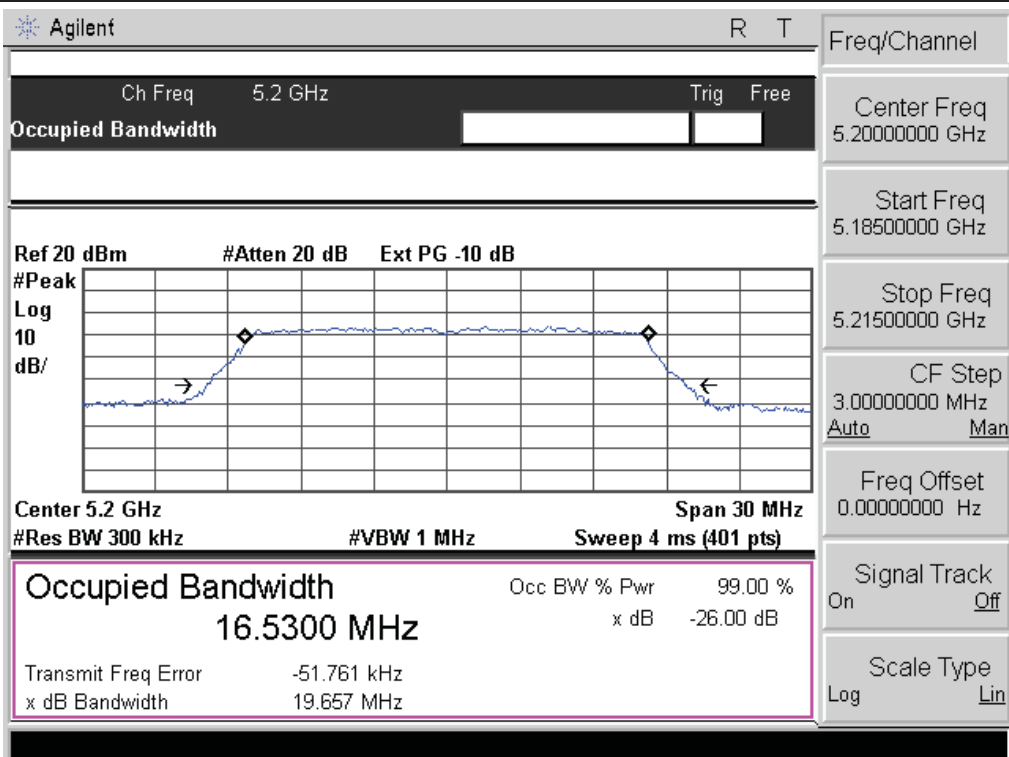 Agilent R T
Ch Freq 5.2 GHz Trig Free
Occupied Bandwidth
Ref 20 dBm #Atten 20 dB Ext PG -10 dB
#Peak
Log
10
dB/
Center 5.2 GHz Span 30 MHz
#Res BW 300 kHz #VBW 1 MHz Sweep 4 ms (401 pts)
Occupied Bandwidth Occ BW % Pwr 99.00 %
16.5300 MHz x dB -26.00 dB
Transmit Freq Error -51.761 kHz
x dB Bandwidth 19.657 MHz
Freq/Channel
Center Freq
5.20000000 GHz
Start Freq
5.18500000 GHz
Stop Freq
5.21500000 GHz
CF Step
3.00000000 MHz
Auto Man
Freq Offset
0.00000000 Hz
Signal Track
On Off
Scale Type
Log Lin